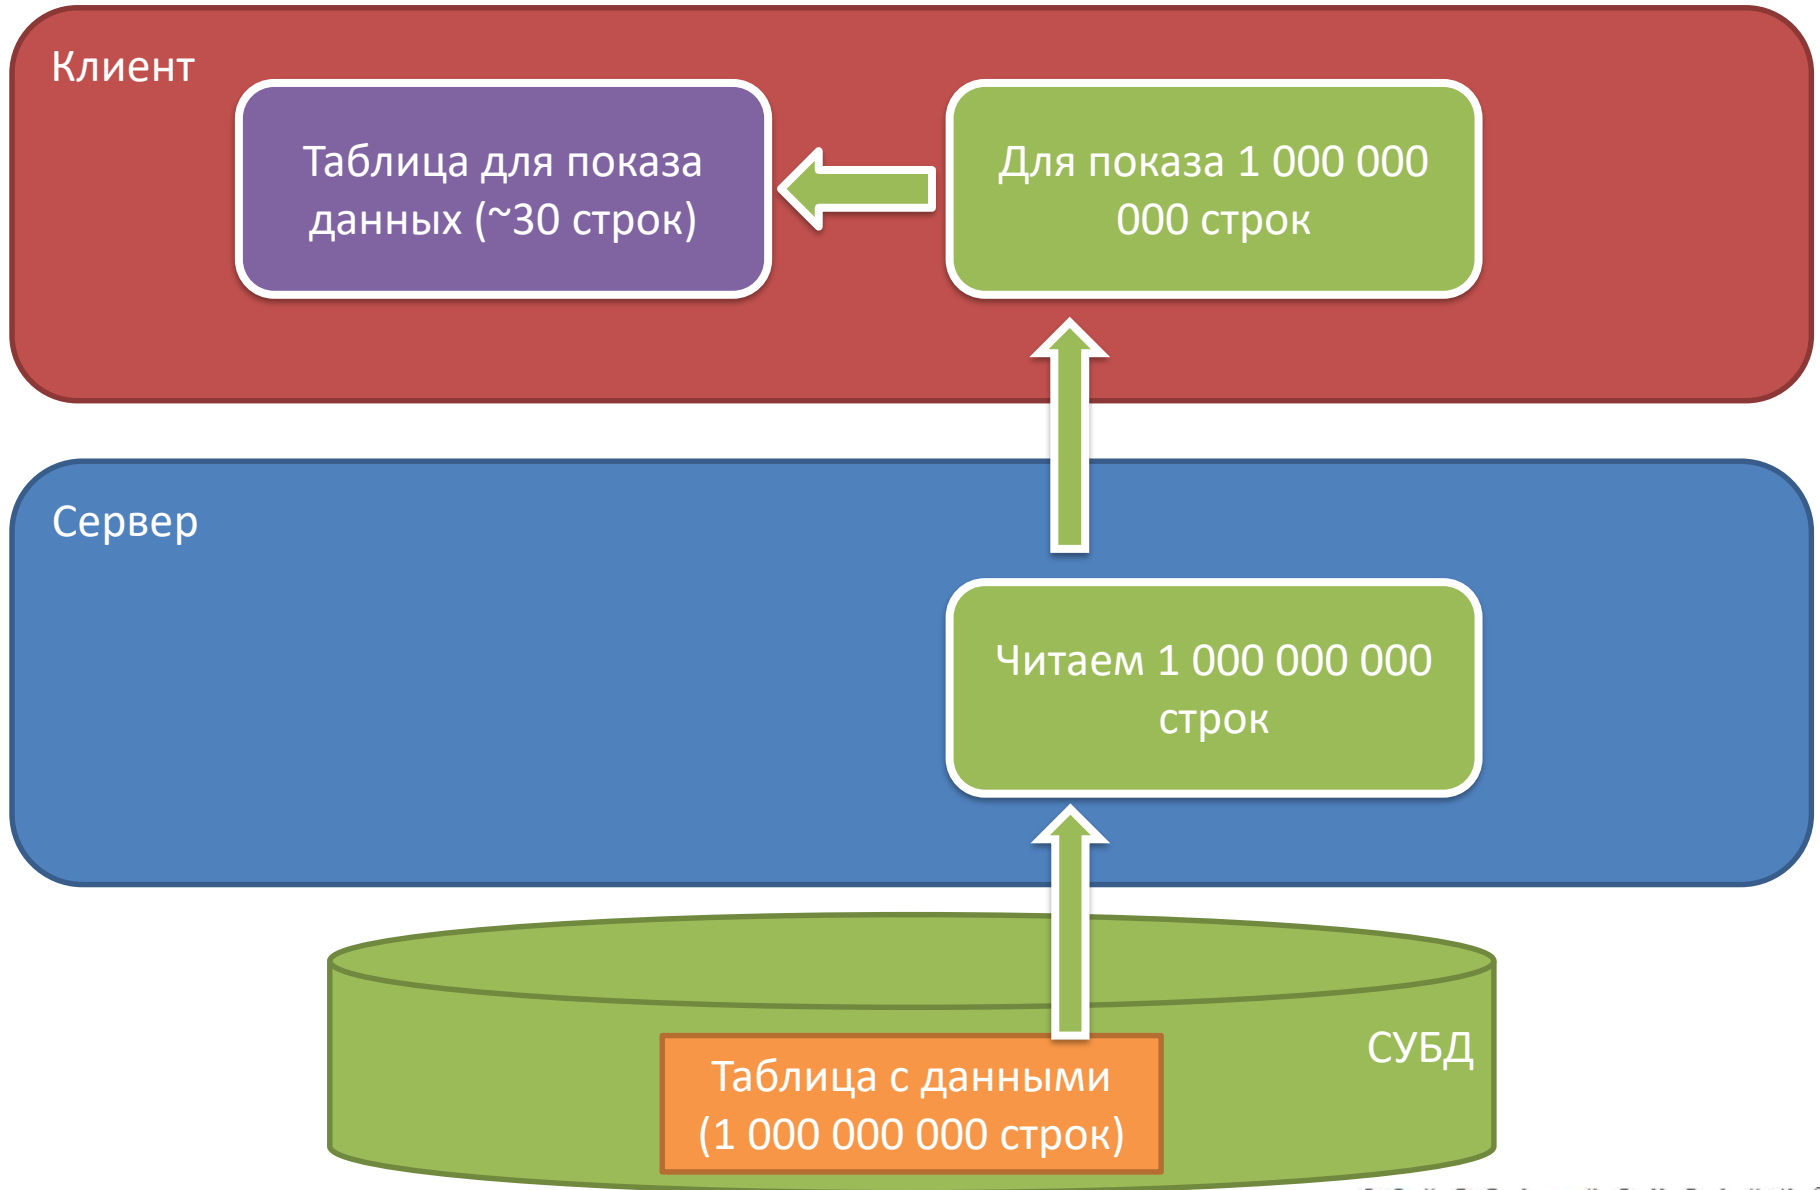 Клиент
Таблица для показа
данных (~30 строк)
Для показа 1 000 000
000 строк
Сервер
Читаем 1 000 000 000
строк
СУБД
Таблица с данными
(1 000 000 000 строк)